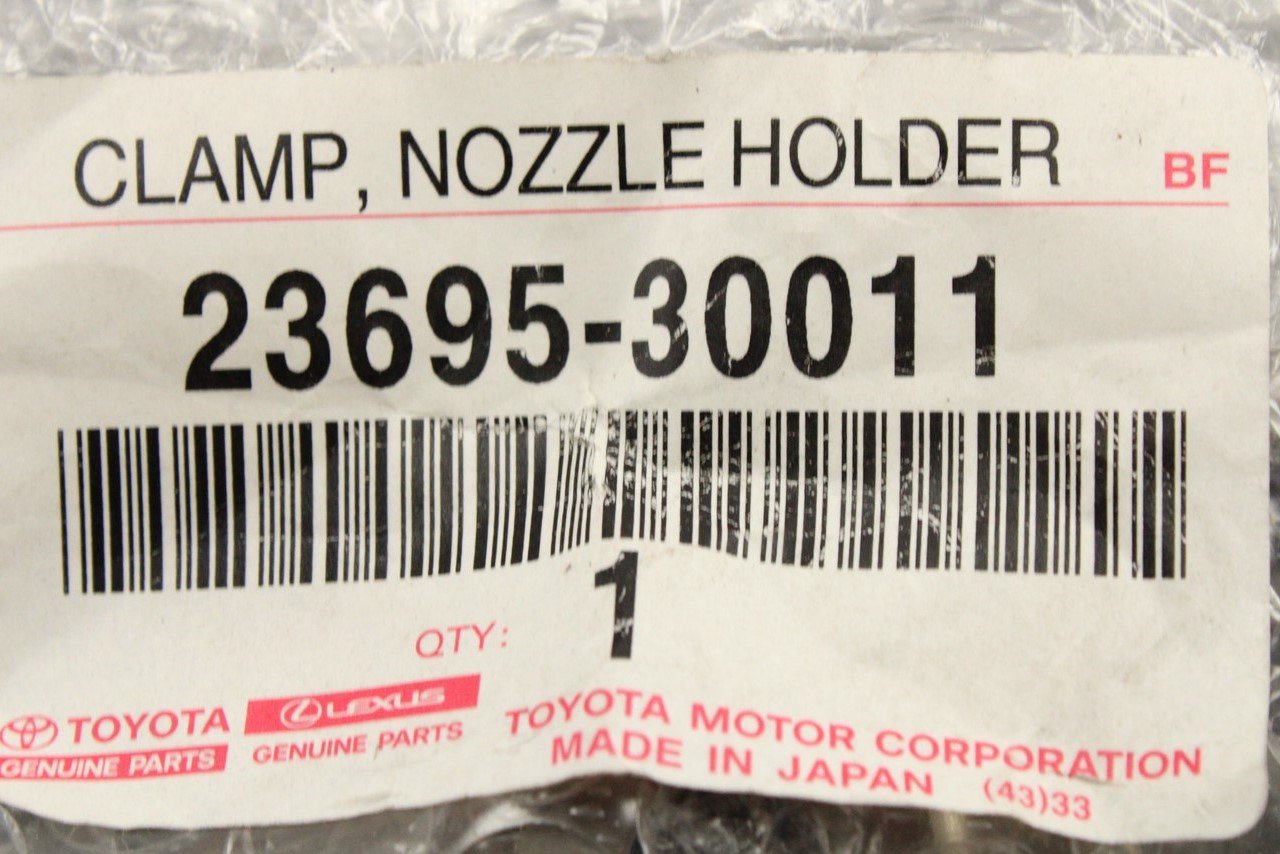 CLAMP, NOZZLE HOLDER BF
23695-30011
QTY: 1
TOYOTA
GENUINE PARTS
LEXUS
GENUINE PARTS
TOYOTA MOTOR CORPORATION
MADE IN JAPAN (43)33